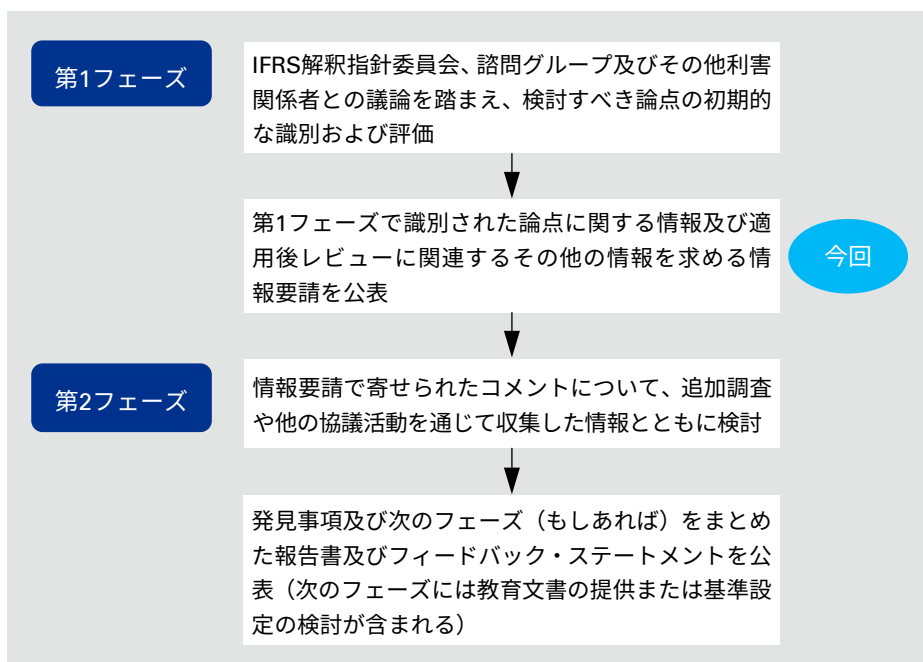 第1フェーズ
IFRS解釈指針委員会、諮問グループ及びその他利害
関係者との議論を踏まえ、検討すべき論点の初期的
な識別および評価
第1フェーズで識別された論点に関する情報及び適
用後レビューに関連するその他の情報を求める情
報要請を公表
今回
第2フェーズ
情報要請で寄せられたコメントについて、追加調査
や他の協議活動を通じて収集した情報とともに検討
発見事項及び次のフェーズ（もしあれば）をまとめ
た報告書及びフィードバック・ステートメントを公
表（次のフェーズには教育文書の提供または基準設
定の検討が含まれる）